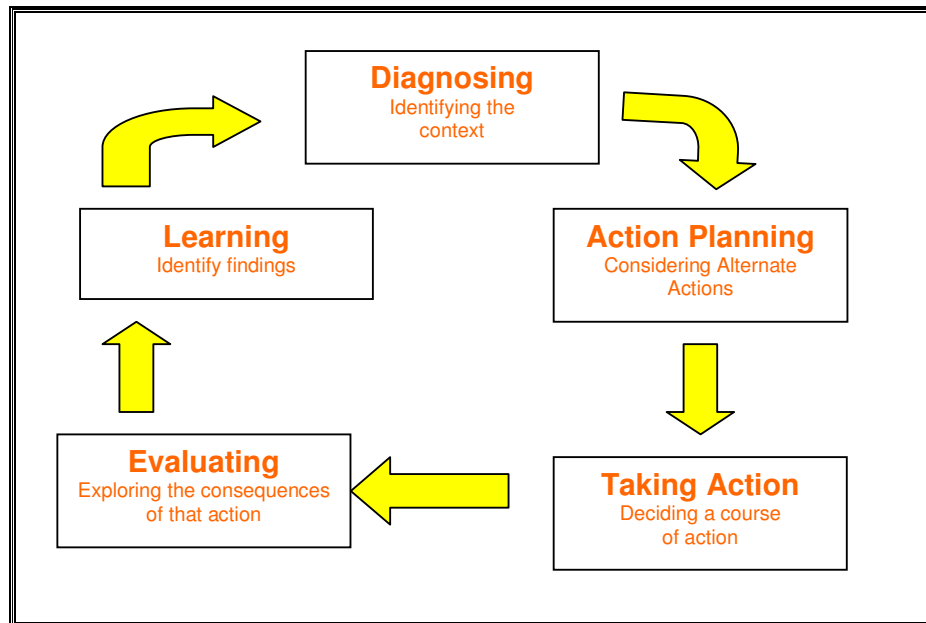 Diagnosing
Identifying the
context
Action Planning
Considering Alternate
Actions
Taking Action
Deciding a course
of action
Evaluating
Exploring the consequences
of that action
Learning
Identify findings